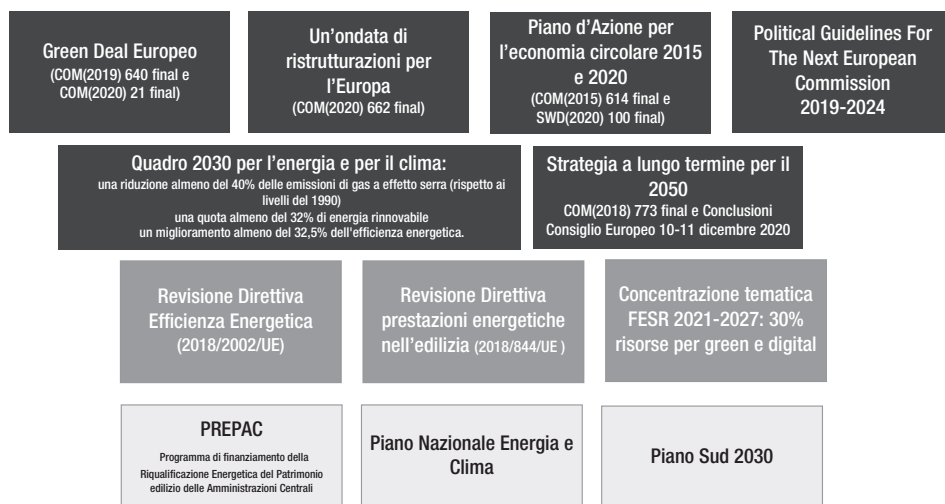 Green Deal Europeo
(COM(2019) 640 final e
COM(2020) 21 final)
Un'ondata di
ristrutturazioni per
l'Europa
(COM(2020) 662 final)
Piano d'Azione per
l'economia circolare 2015
e 2020
(COM(2015) 614 final e
SWD(2020) 100 final)
Political Guidelines For
The Next European
Commission
2019-2024
Quadro 2030 per l'energia e per il clima:
una riduzione almeno del 40% delle emissioni di gas a effetto serra (rispetto ai
livelli del 1990)
una quota almeno del 32% di energia rinnovabile
un miglioramento almeno del 32,5% dell'efficienza energetica.
Strategia a lungo termine per il
2050
COM(2018) 773 final e Conclusioni
Consiglio Europeo 10-11 dicembre 2020
Revisione Direttiva
Efficienza Energetica
(2018/2002/UE)
Revisione Direttiva
prestazioni energetiche
nell'edilizia (2018/844/UE )
Concentrazione tematica
FESR 2021-2027: 30%
risorse per green e digital
PREPAC
Programma di finanziamento della
Riqualificazione Energetica del Patrimonio
edilizio delle Amministrazioni Centrali
Piano Nazionale Energia e
Clima
Piano Sud 2030